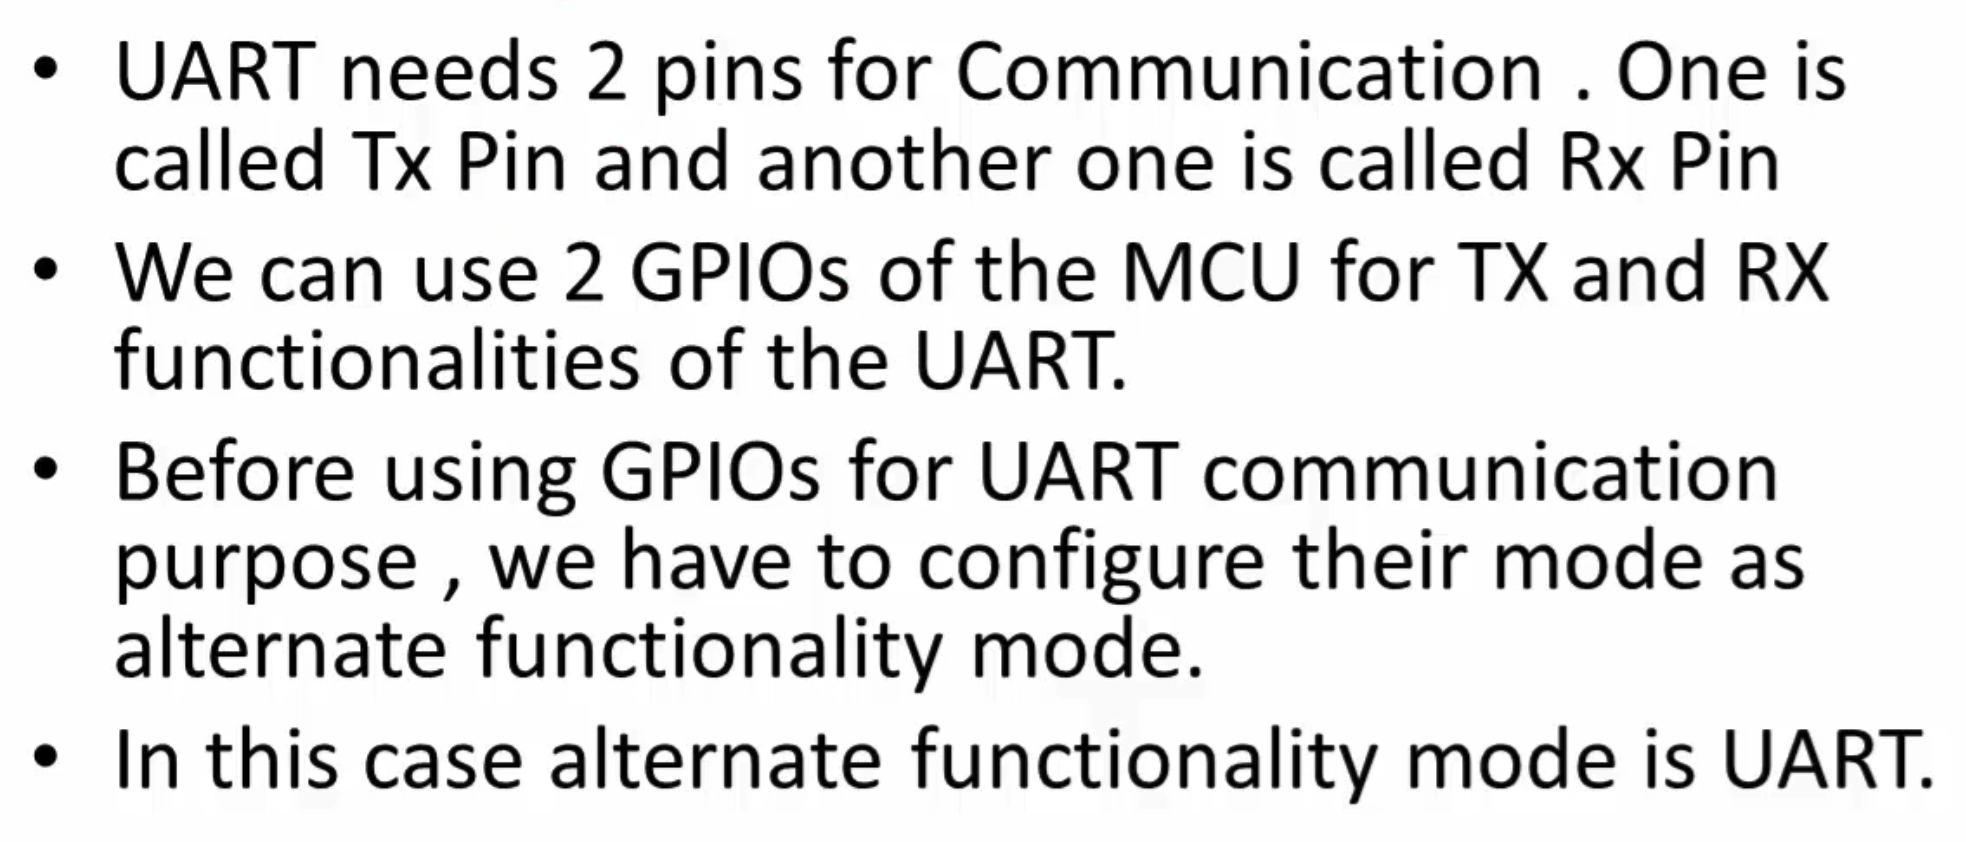 • UART needs 2 pins for Communication . One is
called Tx Pin and another one is called Rx Pin
• We can use 2 GPIOs of the MCU for TX and RX
functionalities of the UART.
• Before using GPIOs for UART communication
purpose , we have to configure their mode as
alternate functionality mode.
• In this case alternate functionality mode is UART.